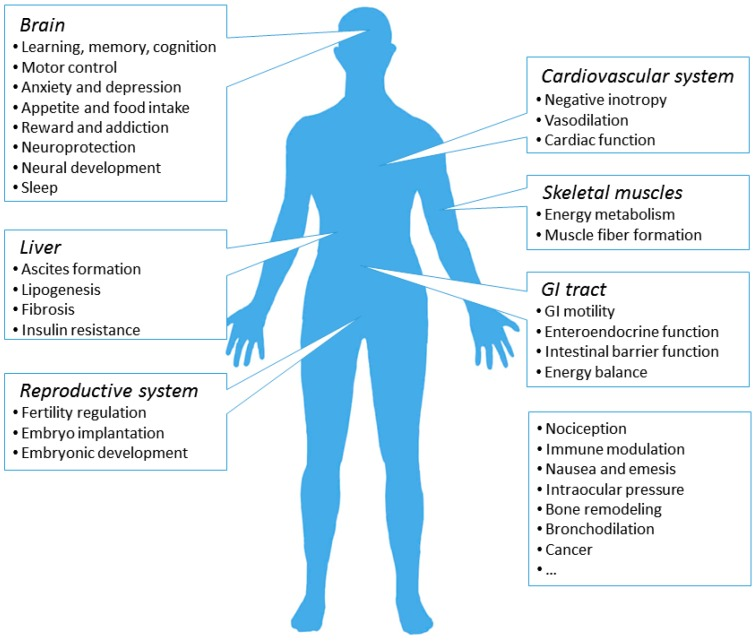 Brain
• Learning, memory, cognition
• Motor control
• Anxiety and depression
• Appetite and food intake
• Reward and addiction
• Neuroprotection
• Neural development
• Sleep
Liver
• Ascites formation
• Lipogenesis
• Fibrosis
• Insulin resistance
Reproductive system
• Fertility regulation
• Embryo implantation
• Embryonic development
Cardiovascular system
• Negative inotropy
• Vasodilation
• Cardiac function
Skeletal muscles
• Energy metabolism
• Muscle fiber formation
GI tract
• GI motility
• Enteroendocrine function
• Intestinal barrier function
• Energy balance
• Nociception
• Immune modulation
• Nausea and emesis
• Intraocular pressure
• Bone remodeling
• Bronchodilation
• Cancer
• ...